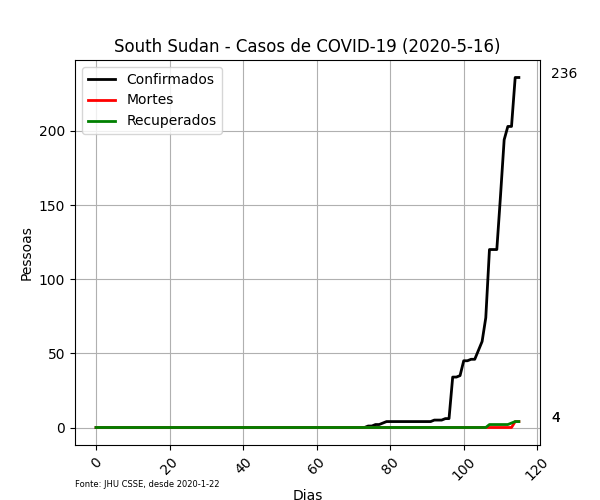 South Sudan - Casos de COVID-19 (2020-5-16)
Confirmados
Mortes
Recuperados
236
4
Pessoas
200
150
100
50
0
0
20
40
60
80
100
120
Fonte: JHU CSSE, desde 2020-1-22
Dias